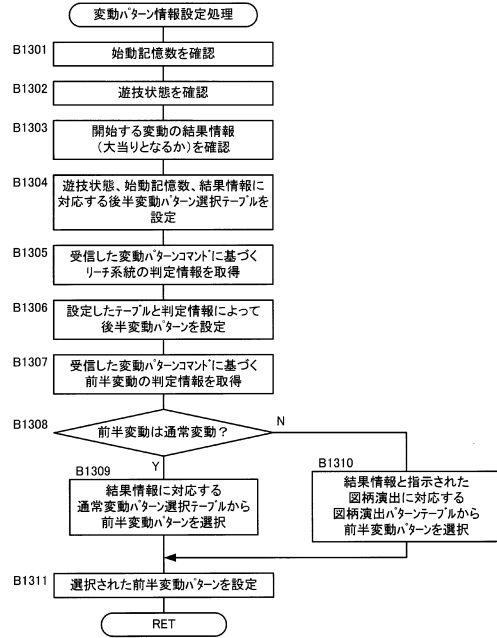 変動パターン情報設定処理
B1301
始動記憶数を確認
B1302
遊技状態を確認
B1303
開始する変動の結果情報
(大当りとなるか)を確認
B1304
遊技状態、始動記憶数、結果情報に
対応する後半変動パターン選択テーブルを
設定
B1305
受信した変動パターンコマンドに基づく
リーチ系統の判定情報を取得
B1306
設定したテーブルと判定情報によって
後半変動パターンを設定
B1307
受信した変動パターンコマンドに基づく
前半変動の判定情報を取得
B1308
前半変動は通常変動?
N
Y
B1309
結果情報に対応する
通常変動パターン選択テーブルから
前半変動パターンを選択
B1310
結果情報と指示された
図柄演出に対応する
図柄演出パターンテーブルから
前半変動パターンを選択
B1311
選択された前半変動パターンを設定
RET